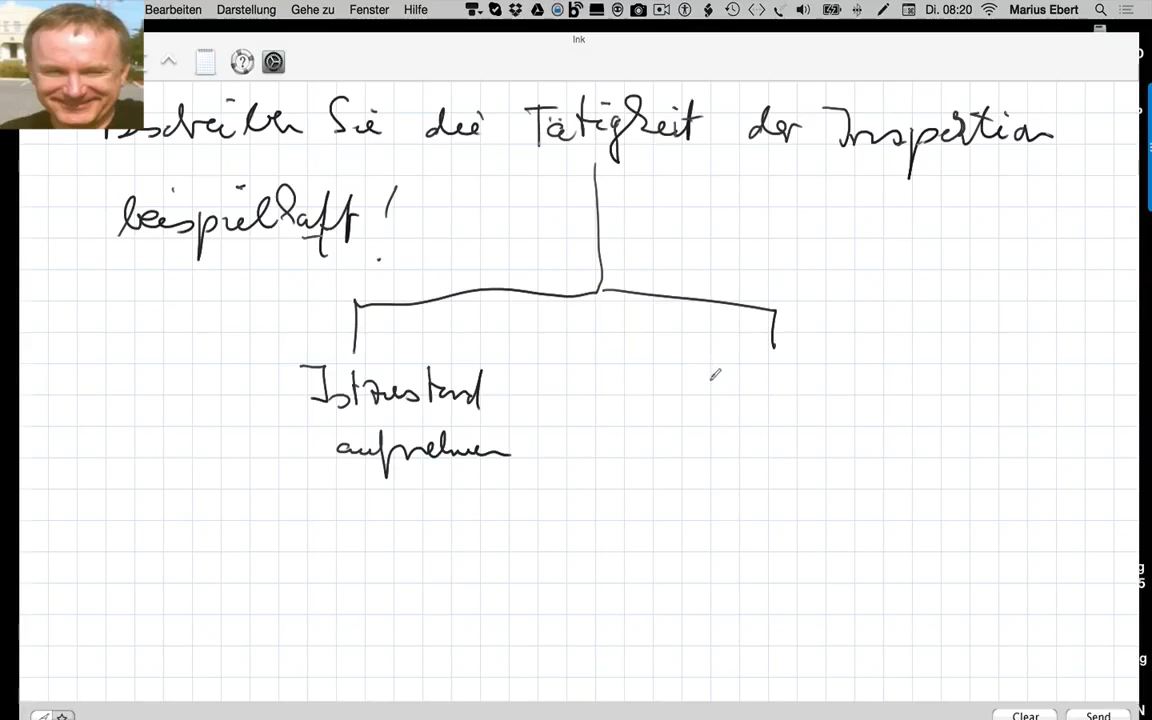 Bearbeiten Darstellung Gehe zu Fenster Hilfe Di. 08:20 Marius Ebert
Ink
Beschreiben Sie die Tätigkeit der Inspektion
beispielhaft!
Istzustand
aufnehmen
Clear Send